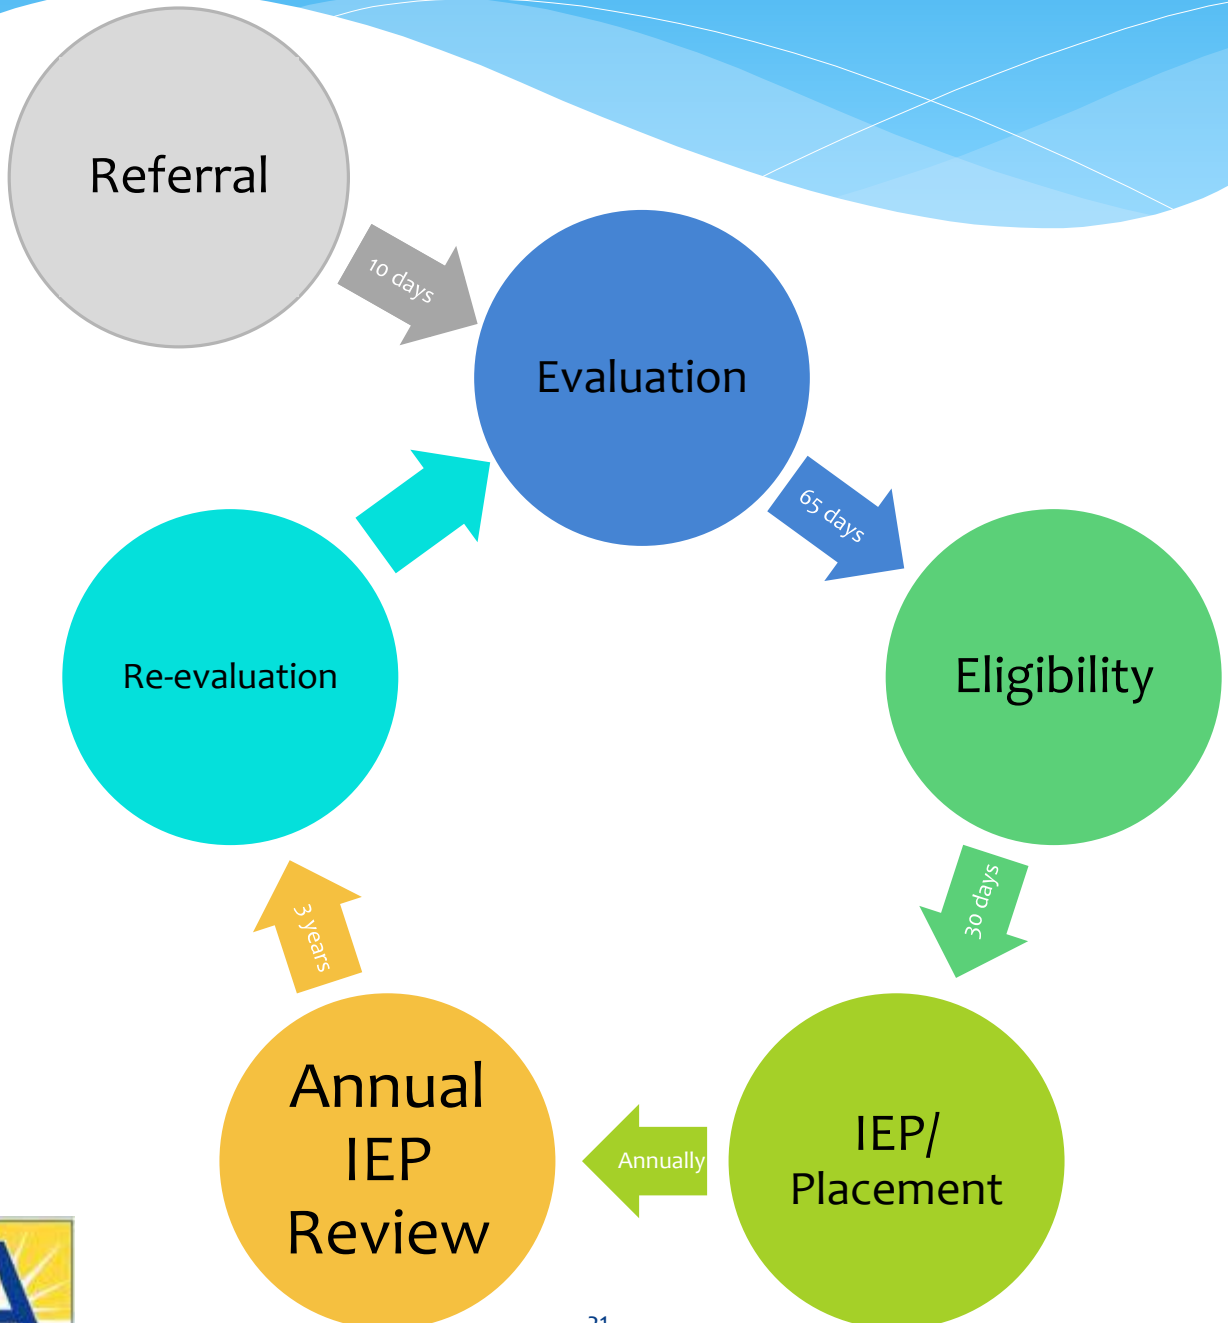 Referral
10 days
Evaluation
65 days
Eligibility
30 days
IEP/
Placement
Annually
Annual
IEP
Review
3 years
Re-evaluation